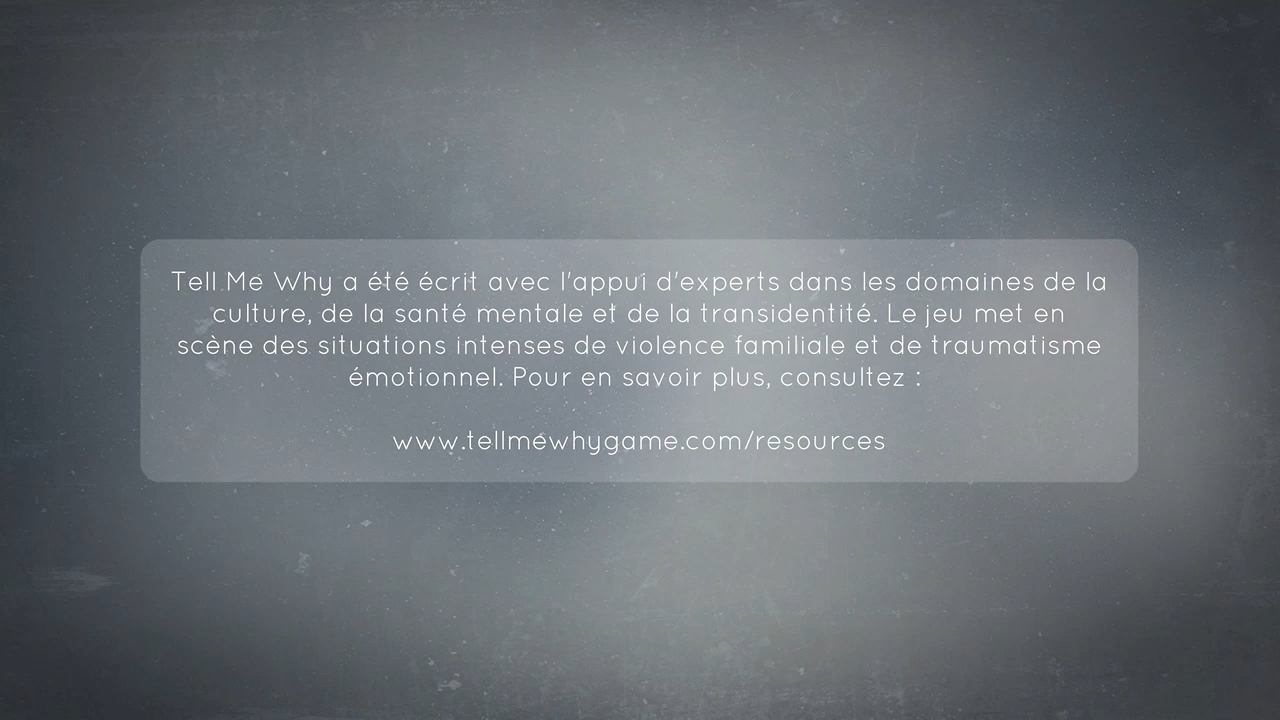 Tell Me Why a été écrit avec l'appui d'experts dans les domaines de la
culture, de la santé mentale et de la transidentité. Le jeu met en
scène des situations intenses de violence familiale et de traumatisme
émotionnel. Pour en savoir plus, consultez :
www.tellmewhygame.com/resources